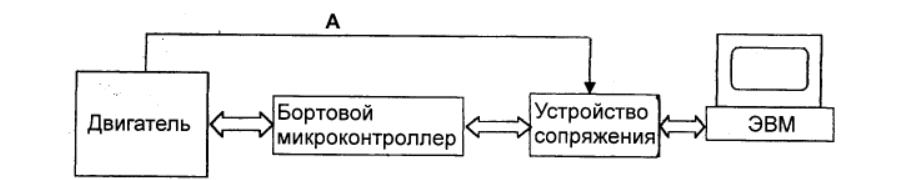 А
Двигатель
Бортовой
микроконтроллер
Устройство
сопряжения
ЭВМ